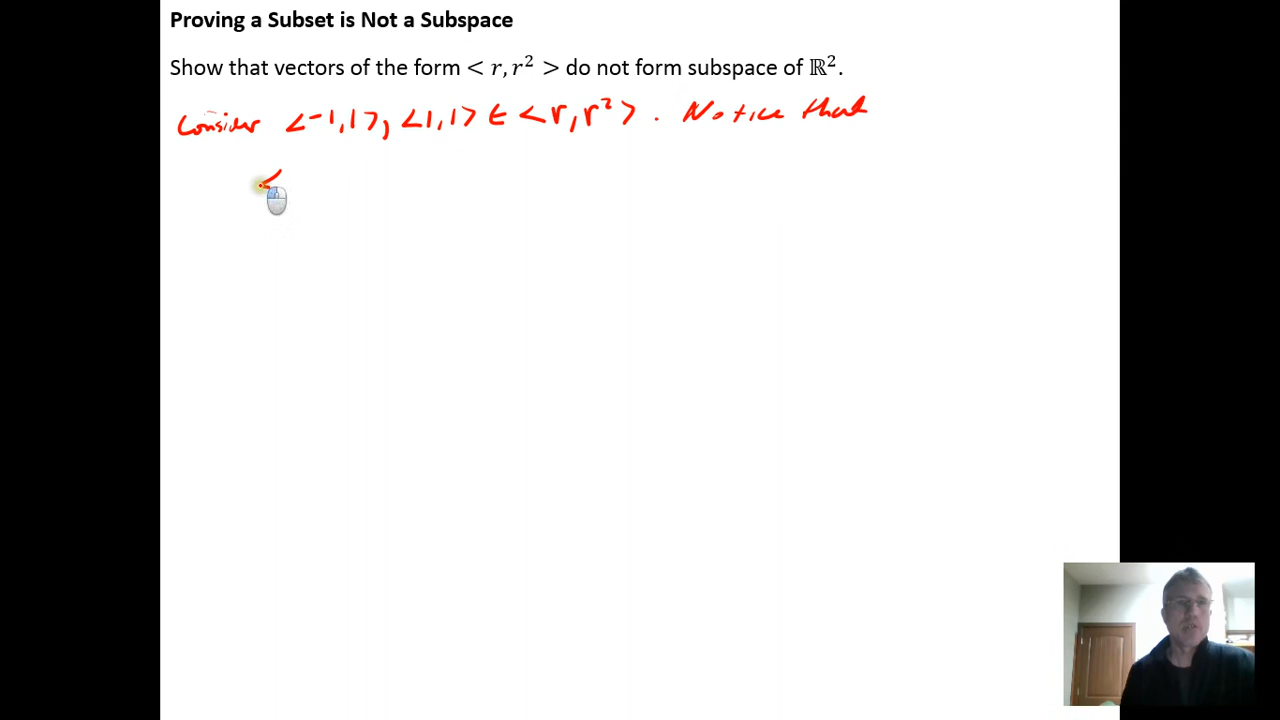 Proving a Subset is Not a Subspace
Show that vectors of the form < r, r² > do not form subspace of ℝ².
Consider <-1,1>, <1,1> ∈ <r,r²>. Notice that
<